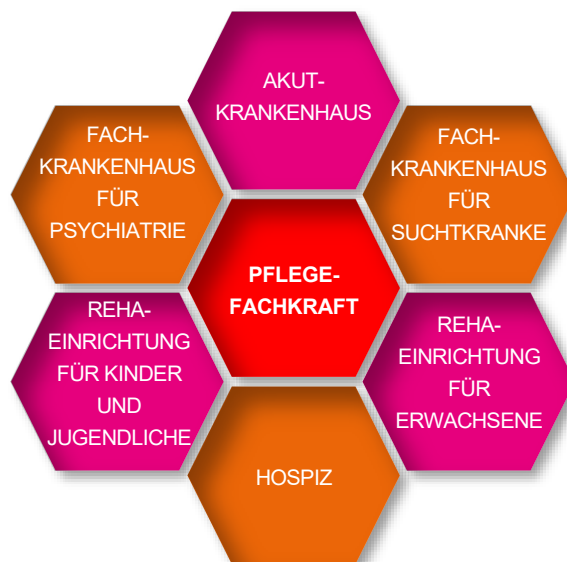 AKUT-
KRANKENHAUS
FACH-
KRANKENHAUS
FÜR
PSYCHIATRIE
FACH-
KRANKENHAUS
FÜR
SUCHTKRANKE
PFLEGE-
FACHKRAFT
REHA-
EINRICHTUNG
FÜR KINDER
UND
JUGENDLICHE
REHA-
EINRICHTUNG
FÜR
ERWACHSENE
HOSPIZ